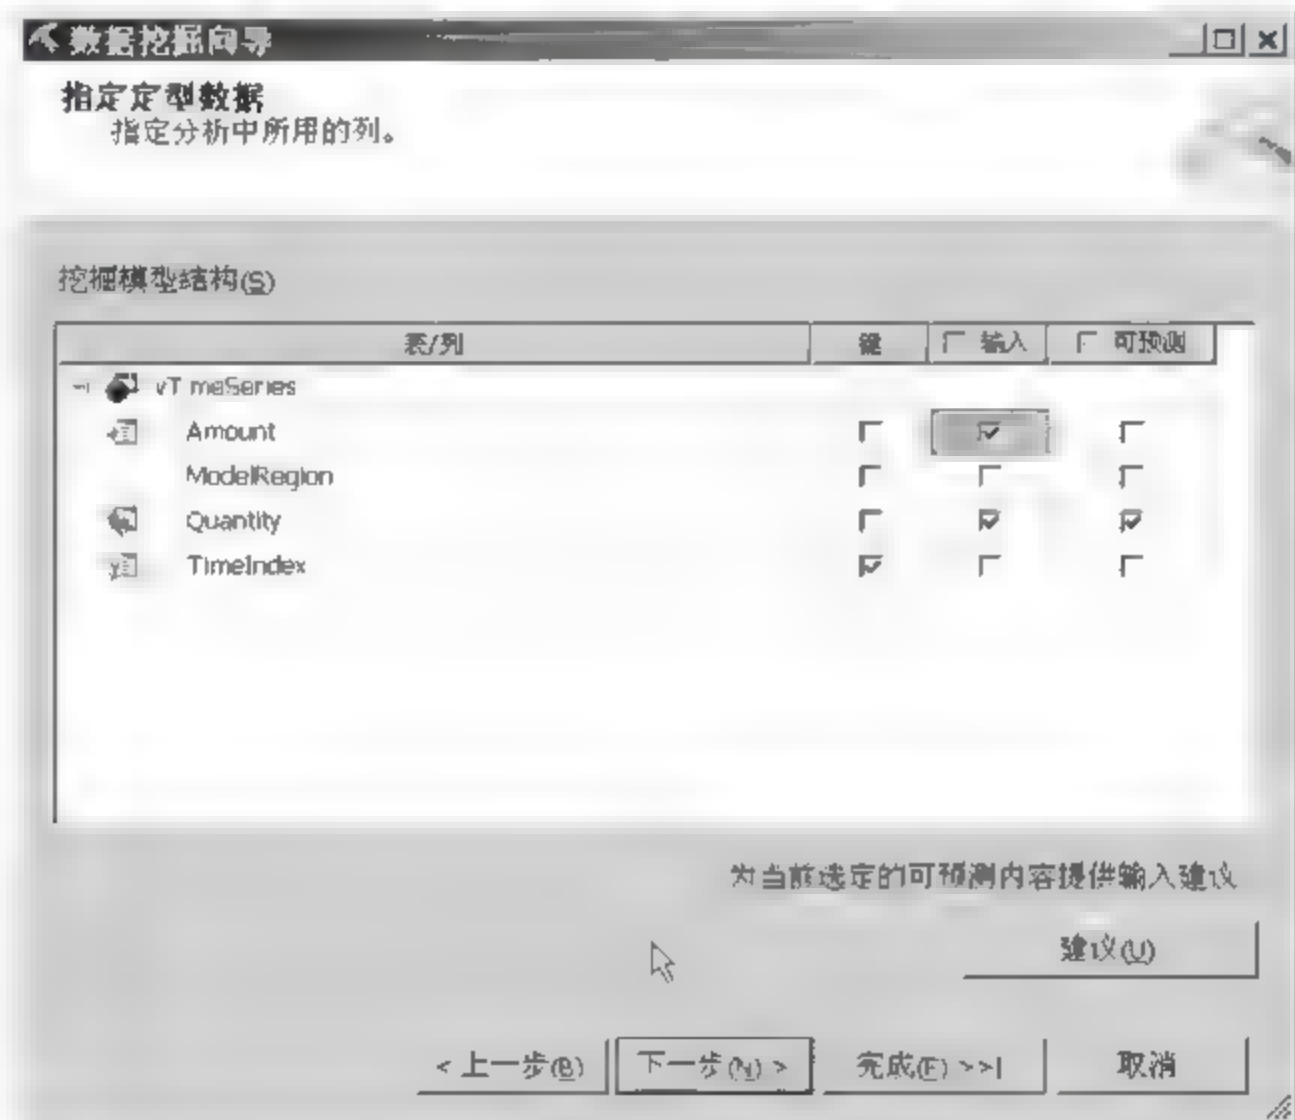 数据挖掘向导
指定定型数据
指定分析中所用的列。
挖掘模型结构(S)
表/列 键 输入 可预测
vTimeSeries
Amount
ModelRegion
Quantity
TimeIndex
为当前选定的可预测内容提供输入建议
建议(U)
<上一步(B) 下一步(N)> 完成(F)>>| 取消